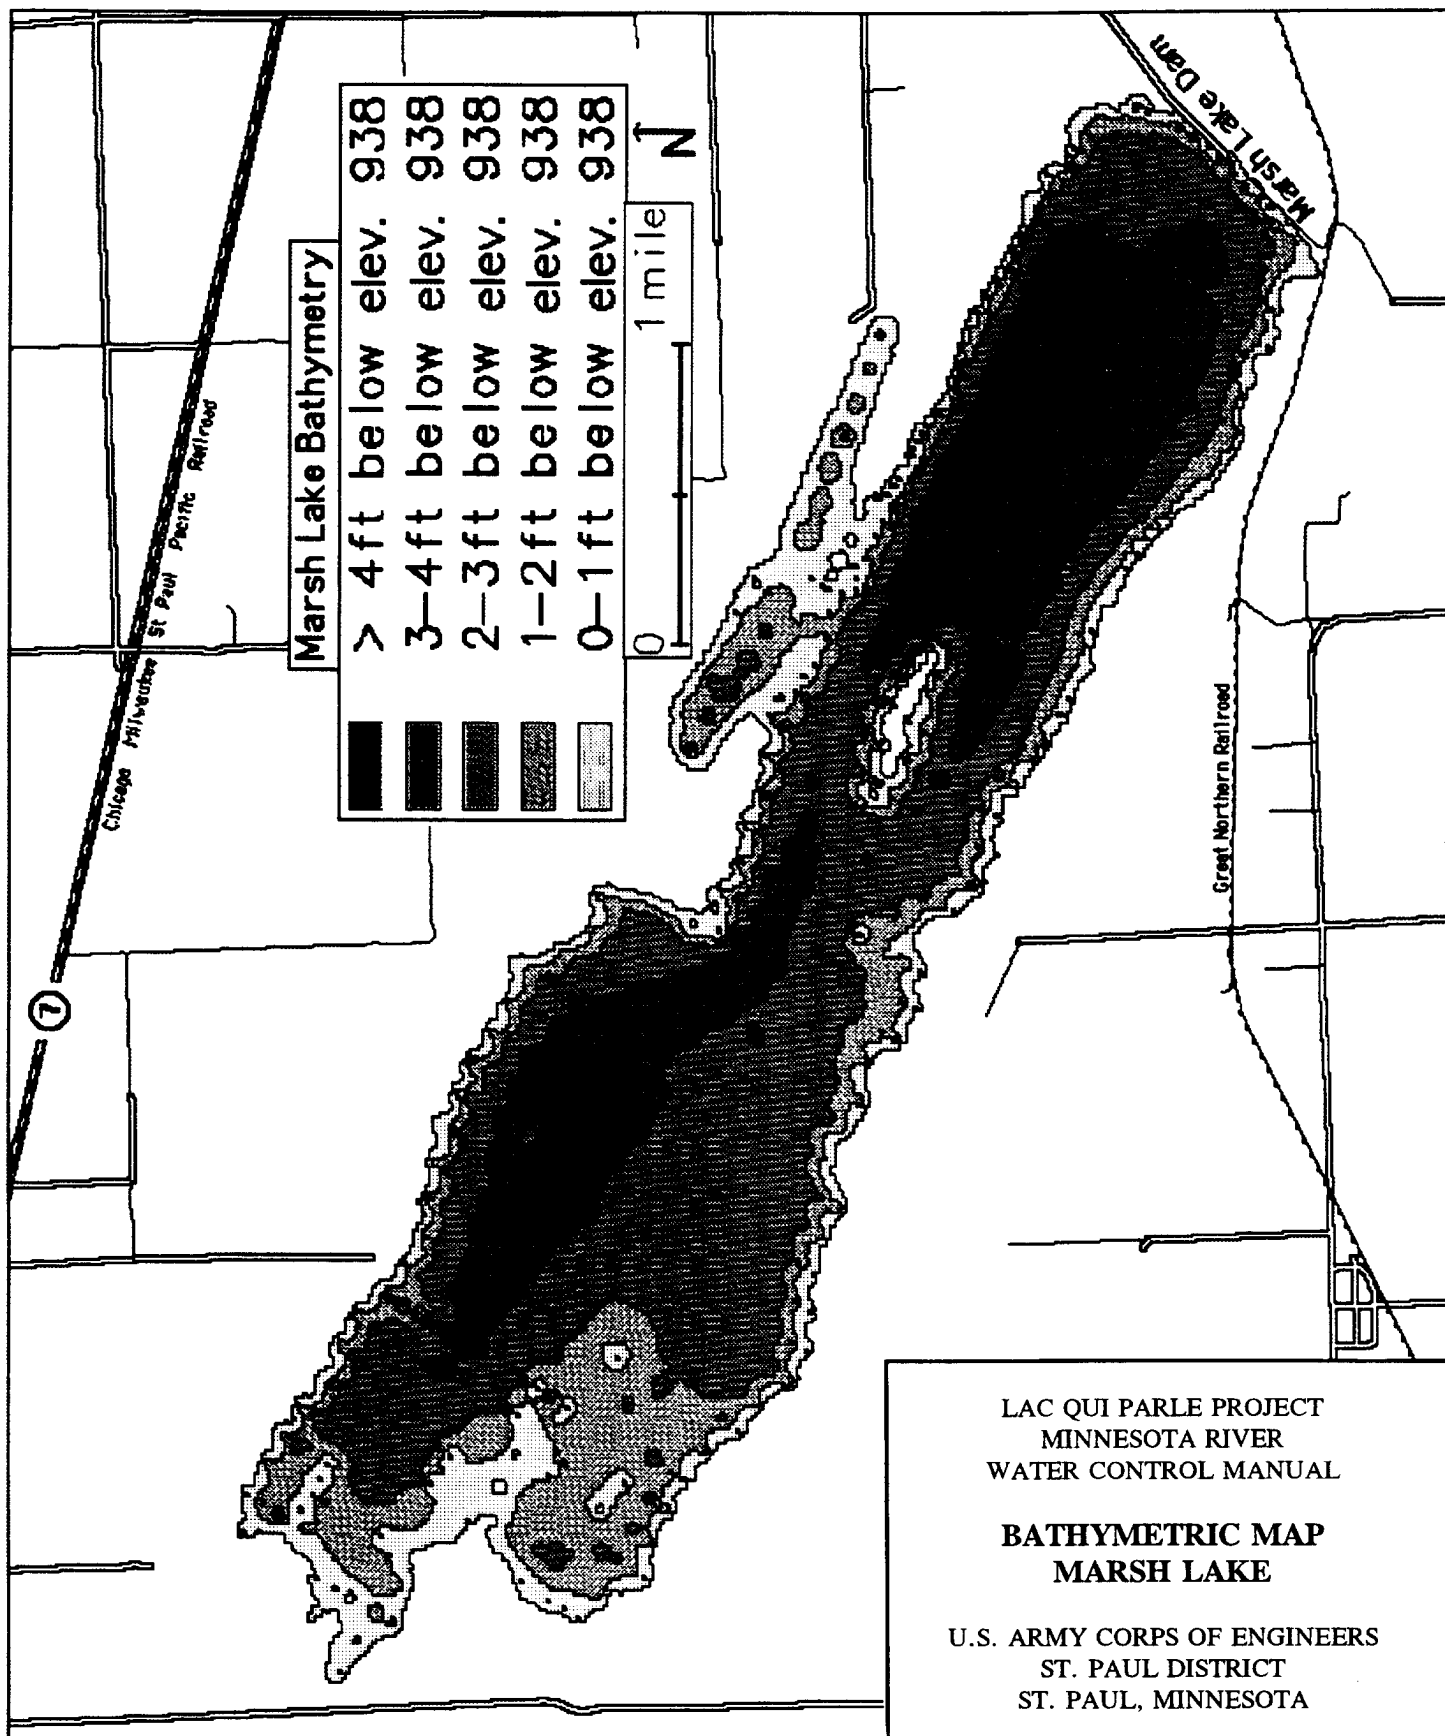 Marsh Lake Bathymetry
> 4ft below elev. 938
3-4ft below elev. 938
2-3ft below elev. 938
1-2ft below elev. 938
0-1ft below elev. 938
0 1 mile
N
Chicago Milwaukee St Paul Pacific Railroad
7
Marsh Lake Dam
Great Northern Railroad
LAC QUI PARLE PROJECT
MINNESOTA RIVER
WATER CONTROL MANUAL
BATHYMETRIC MAP
MARSH LAKE
U.S. ARMY CORPS OF ENGINEERS
ST. PAUL DISTRICT
ST. PAUL, MINNESOTA